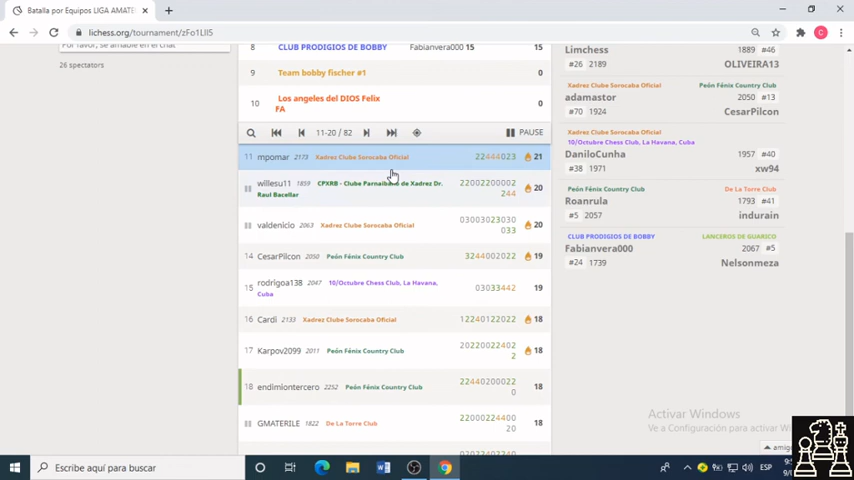 Batalla por Equipos LIGA AMATE
lichess.org/tournament/zFo1LlI5
Por favor, sé amable en el chat
26 spectators
8 CLUB PRODIGIOS DE BOBBY Fabianvera000 15 15
9 Team bobby fischer #1 0
10 Los angeles del DIOS Felix 0
FA
11-20 / 82 PAUSE
11 mpomar 2173 Xadrez Clube Sorocaba Oficial 22444023 21
willesu11 1859 CPXRB - Clube Parnaibano de Xadrez Dr. Raul Bacellar 22002200002244 20
valdenicio 2063 Xadrez Clube Sorocaba Oficial 03003023030033 20
14 CesarPilcon 2050 Peón Fénix Country Club 3244002022 19
15 rodrigoa138 2047 10/Octubre Chess Club, La Havana, Cuba 03033442 19
16 Cardi 2133 Xadrez Clube Sorocaba Oficial 12240122022 18
17 Karpov2099 2011 Peón Fénix Country Club 2022002244022 18
18 endimiontercero 2252 Peón Fénix Country Club 224402002200 18
GMATERILE 1822 De La Torre Club 2200022440020 18
Limchess 1889 #46
#26 2189 OLIVEIRA13
Xadrez Clube Sorocaba Oficial Peón Fénix Country Club
adamastor 2050 #13
#70 1924 CesarPilcon
Xadrez Clube Sorocaba Oficial
10/Octubre Chess Club, La Havana, Cuba
DaniloCunha 1957 #40
#38 1971 xw94
Peón Fénix Country Club De La Torre Club
Roanrula 1793 #41
#5 2057 indurain
CLUB PRODIGIOS DE BOBBY LANCEROS DE GUARICO
Fabianvera000 2067 #5
#24 1739 Nelsonmeza
Activar Windows
Ve a Configuración para activar Win
amig
Escribe aquí para buscar
ESP